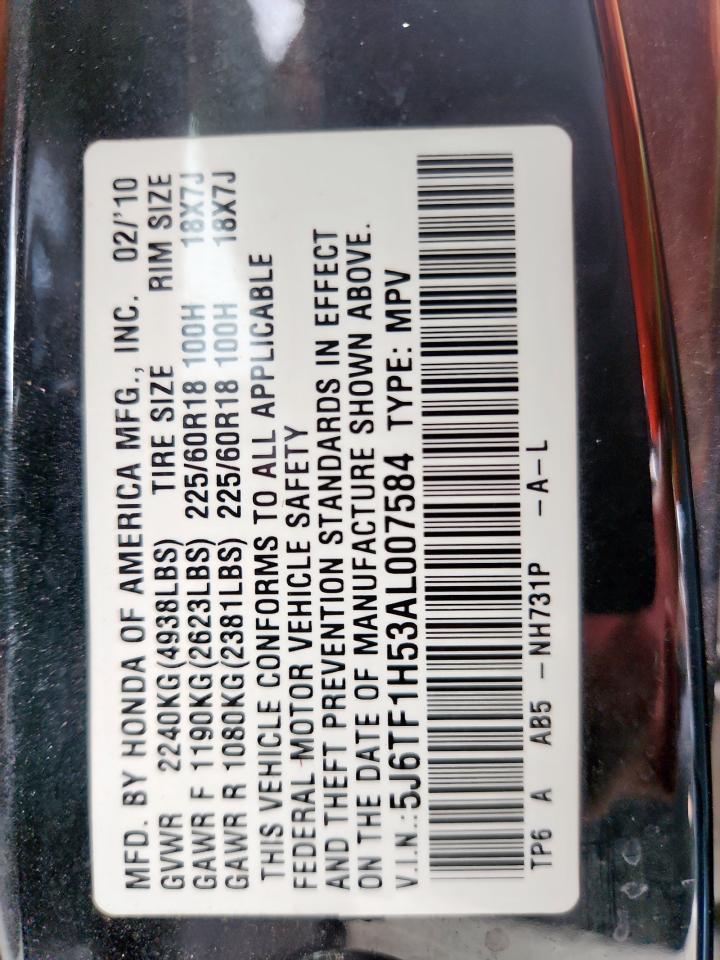 MFD. BY HONDA OF AMERICA MFG., INC. 02/'10
GVWR 2240KG(4938LBS) TIRE SIZE RIM SIZE
GAWR F 1190KG(2623LBS) 225/60R18 100H 18X7J
GAWR R 1080KG(2381LBS) 225/60R18 100H 18X7J
THIS VEHICLE CONFORMS TO ALL APPLICABLE
FEDERAL MOTOR VEHICLE SAFETY
AND THEFT PREVENTION STANDARDS IN EFFECT
ON THE DATE OF MANUFACTURE SHOWN ABOVE.
V.I.N.:5J6TF1H53AL007584 TYPE: MPV
TP6 A AB5 -NH731P -A-L